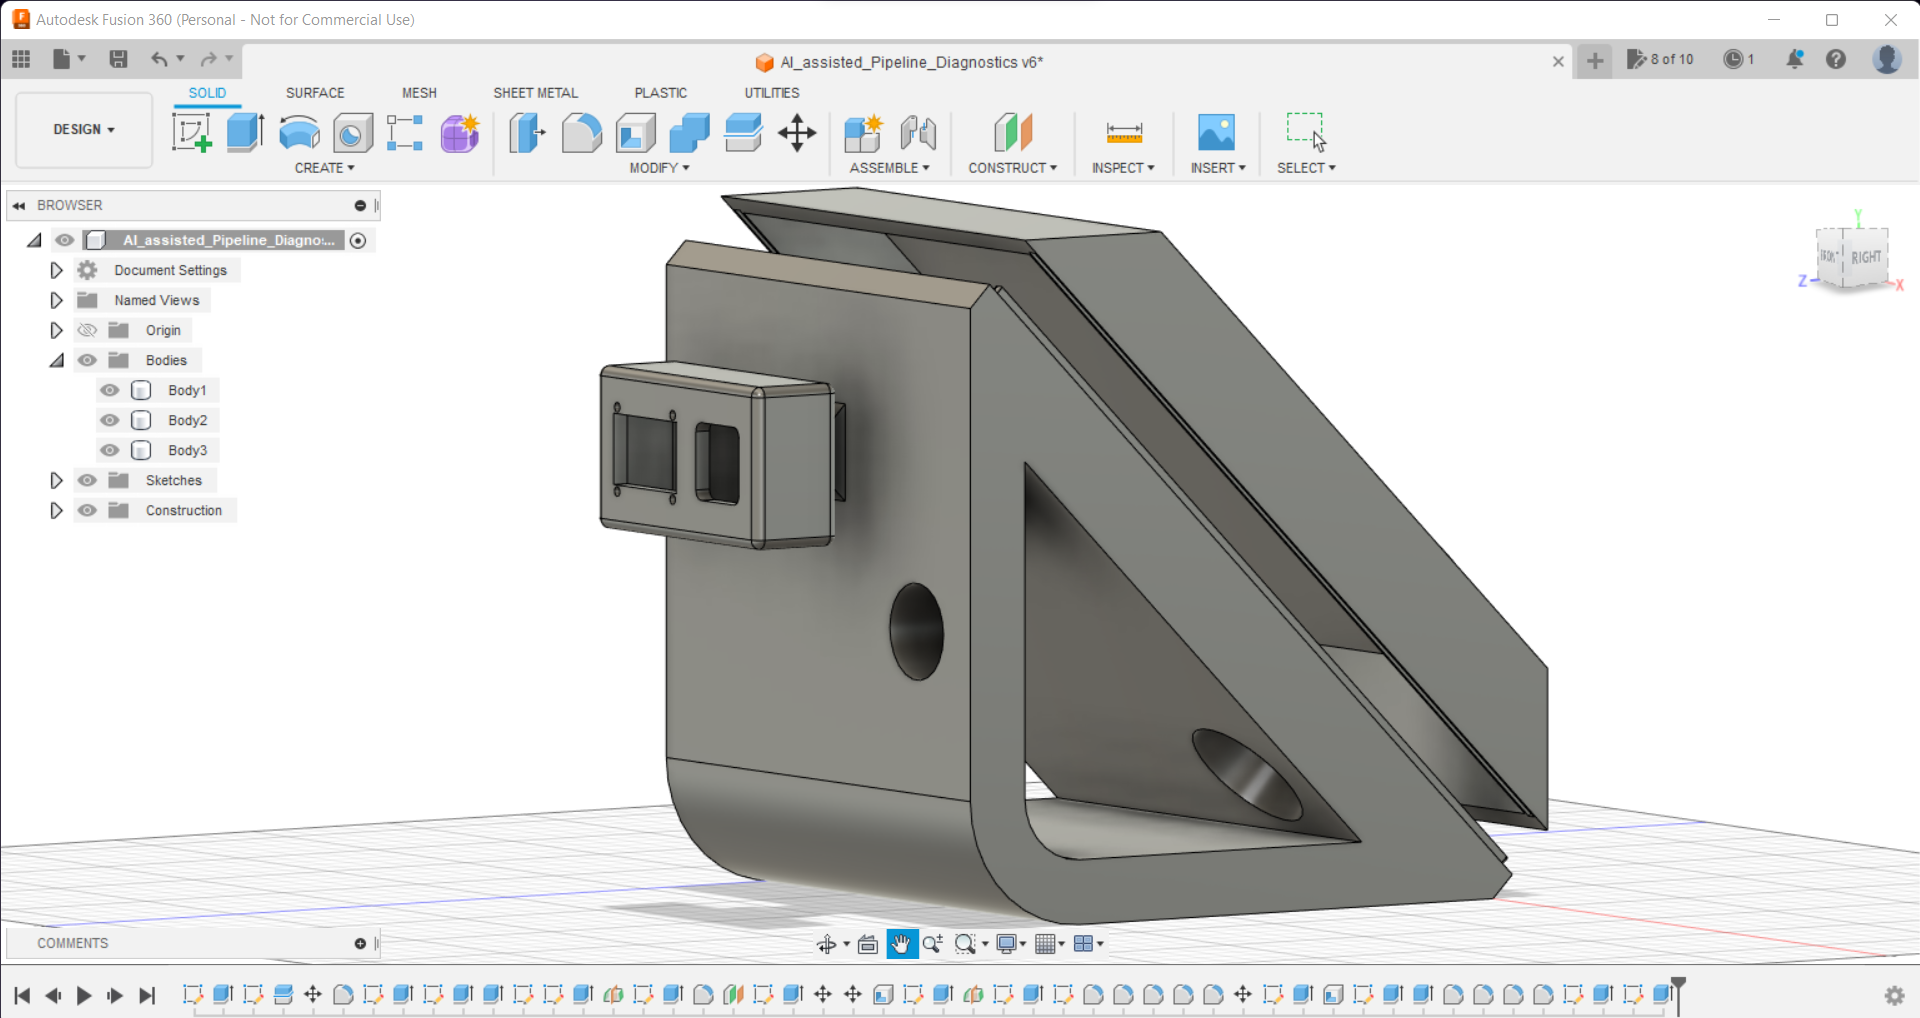 Autodesk Fusion 360 (Personal - Not for Commercial Use)
AI_assisted_Pipeline_Diagnostics v6*
8 of 10
1
DESIGN
SOLID
SURFACE
MESH
SHEET METAL
PLASTIC
UTILITIES
CREATE
MODIFY
ASSEMBLE
CONSTRUCT
INSPECT
INSERT
SELECT
BROWSER
AI_assisted_Pipeline_Diagno:...
Document Settings
Named Views
Origin
Bodies
Body1
Body2
Body3
Sketches
Construction
Y
FRONT
RIGHT
Z
X
COMMENTS